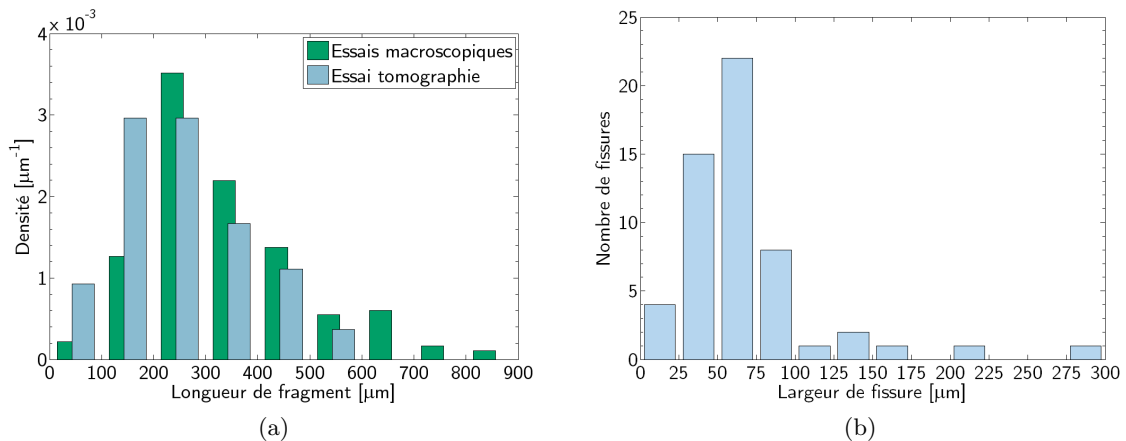 × 10⁻³
4
3
2
1
0
Densité [µm⁻¹]
Essais macroscopiques
Essai tomographie
0 100 200 300 400 500 600 700 800 900
Longueur de fragment [µm]
(a)
25
20
15
10
5
0
Nombre de fissures
0 25 50 75 100 125 150 175 200 225 250 275 300
Largeur de fissure [µm]
(b)